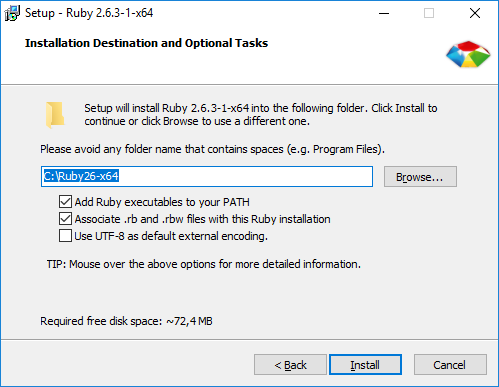 Setup - Ruby 2.6.3-1-x64
Installation Destination and Optional Tasks
Setup will install Ruby 2.6.3-1-x64 into the following folder. Click Install to
continue or click Browse to use a different one.
Please avoid any folder name that contains spaces (e.g. Program Files).
C:\Ruby26-x64
Browse...
Add Ruby executables to your PATH
Associate .rb and .rbw files with this Ruby installation
Use UTF-8 as default external encoding.
TIP: Mouse over the above options for more detailed information.
Required free disk space: ~72,4 MB
< Back
Install
Cancel